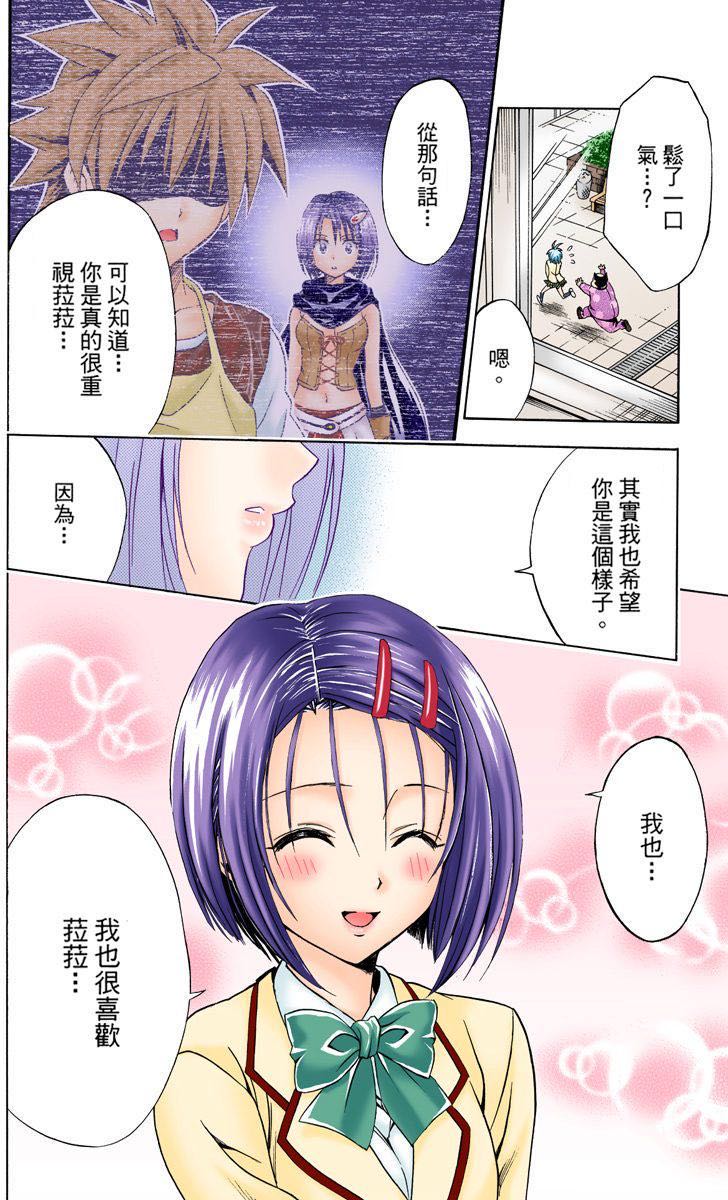 鬆了一口
氣…?
嗯。
從那句話…
可以知道…
你是真的很重
視菈菈…
其實我也希望
你是這個樣子。
因為…
我也…
我也很喜歡
菈菈…